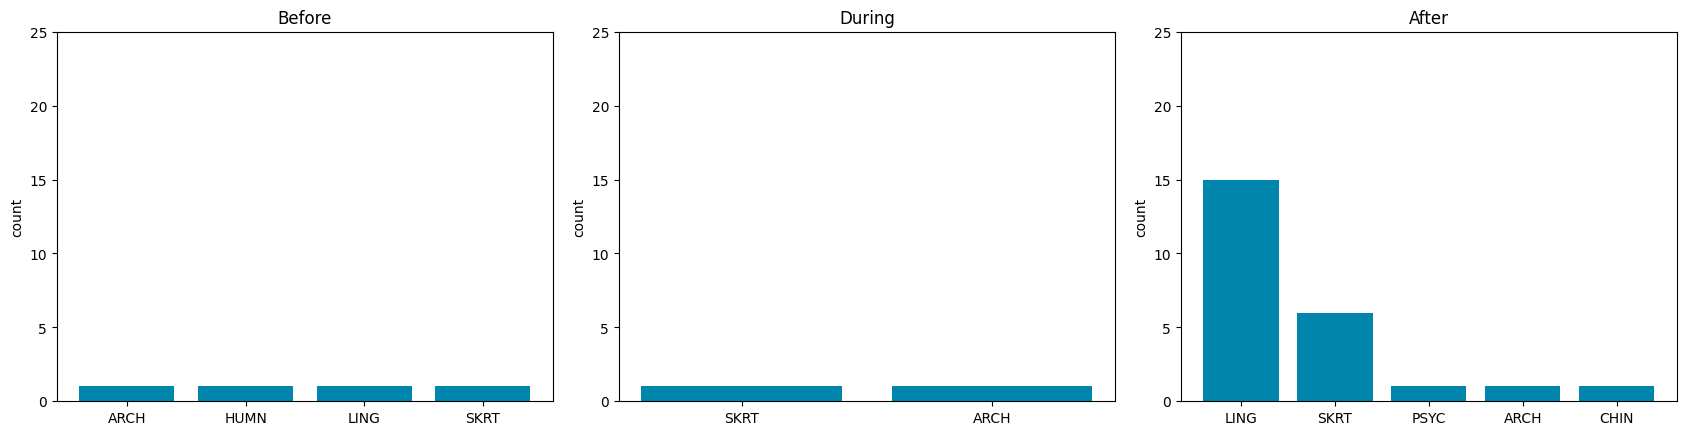 Before
25
20
15
10
5
0
count
ARCH HUMN LING SKRT
During
25
20
15
10
5
0
count
SKRT ARCH
After
25
20
15
10
5
0
count
LING SKRT PSYC ARCH CHIN